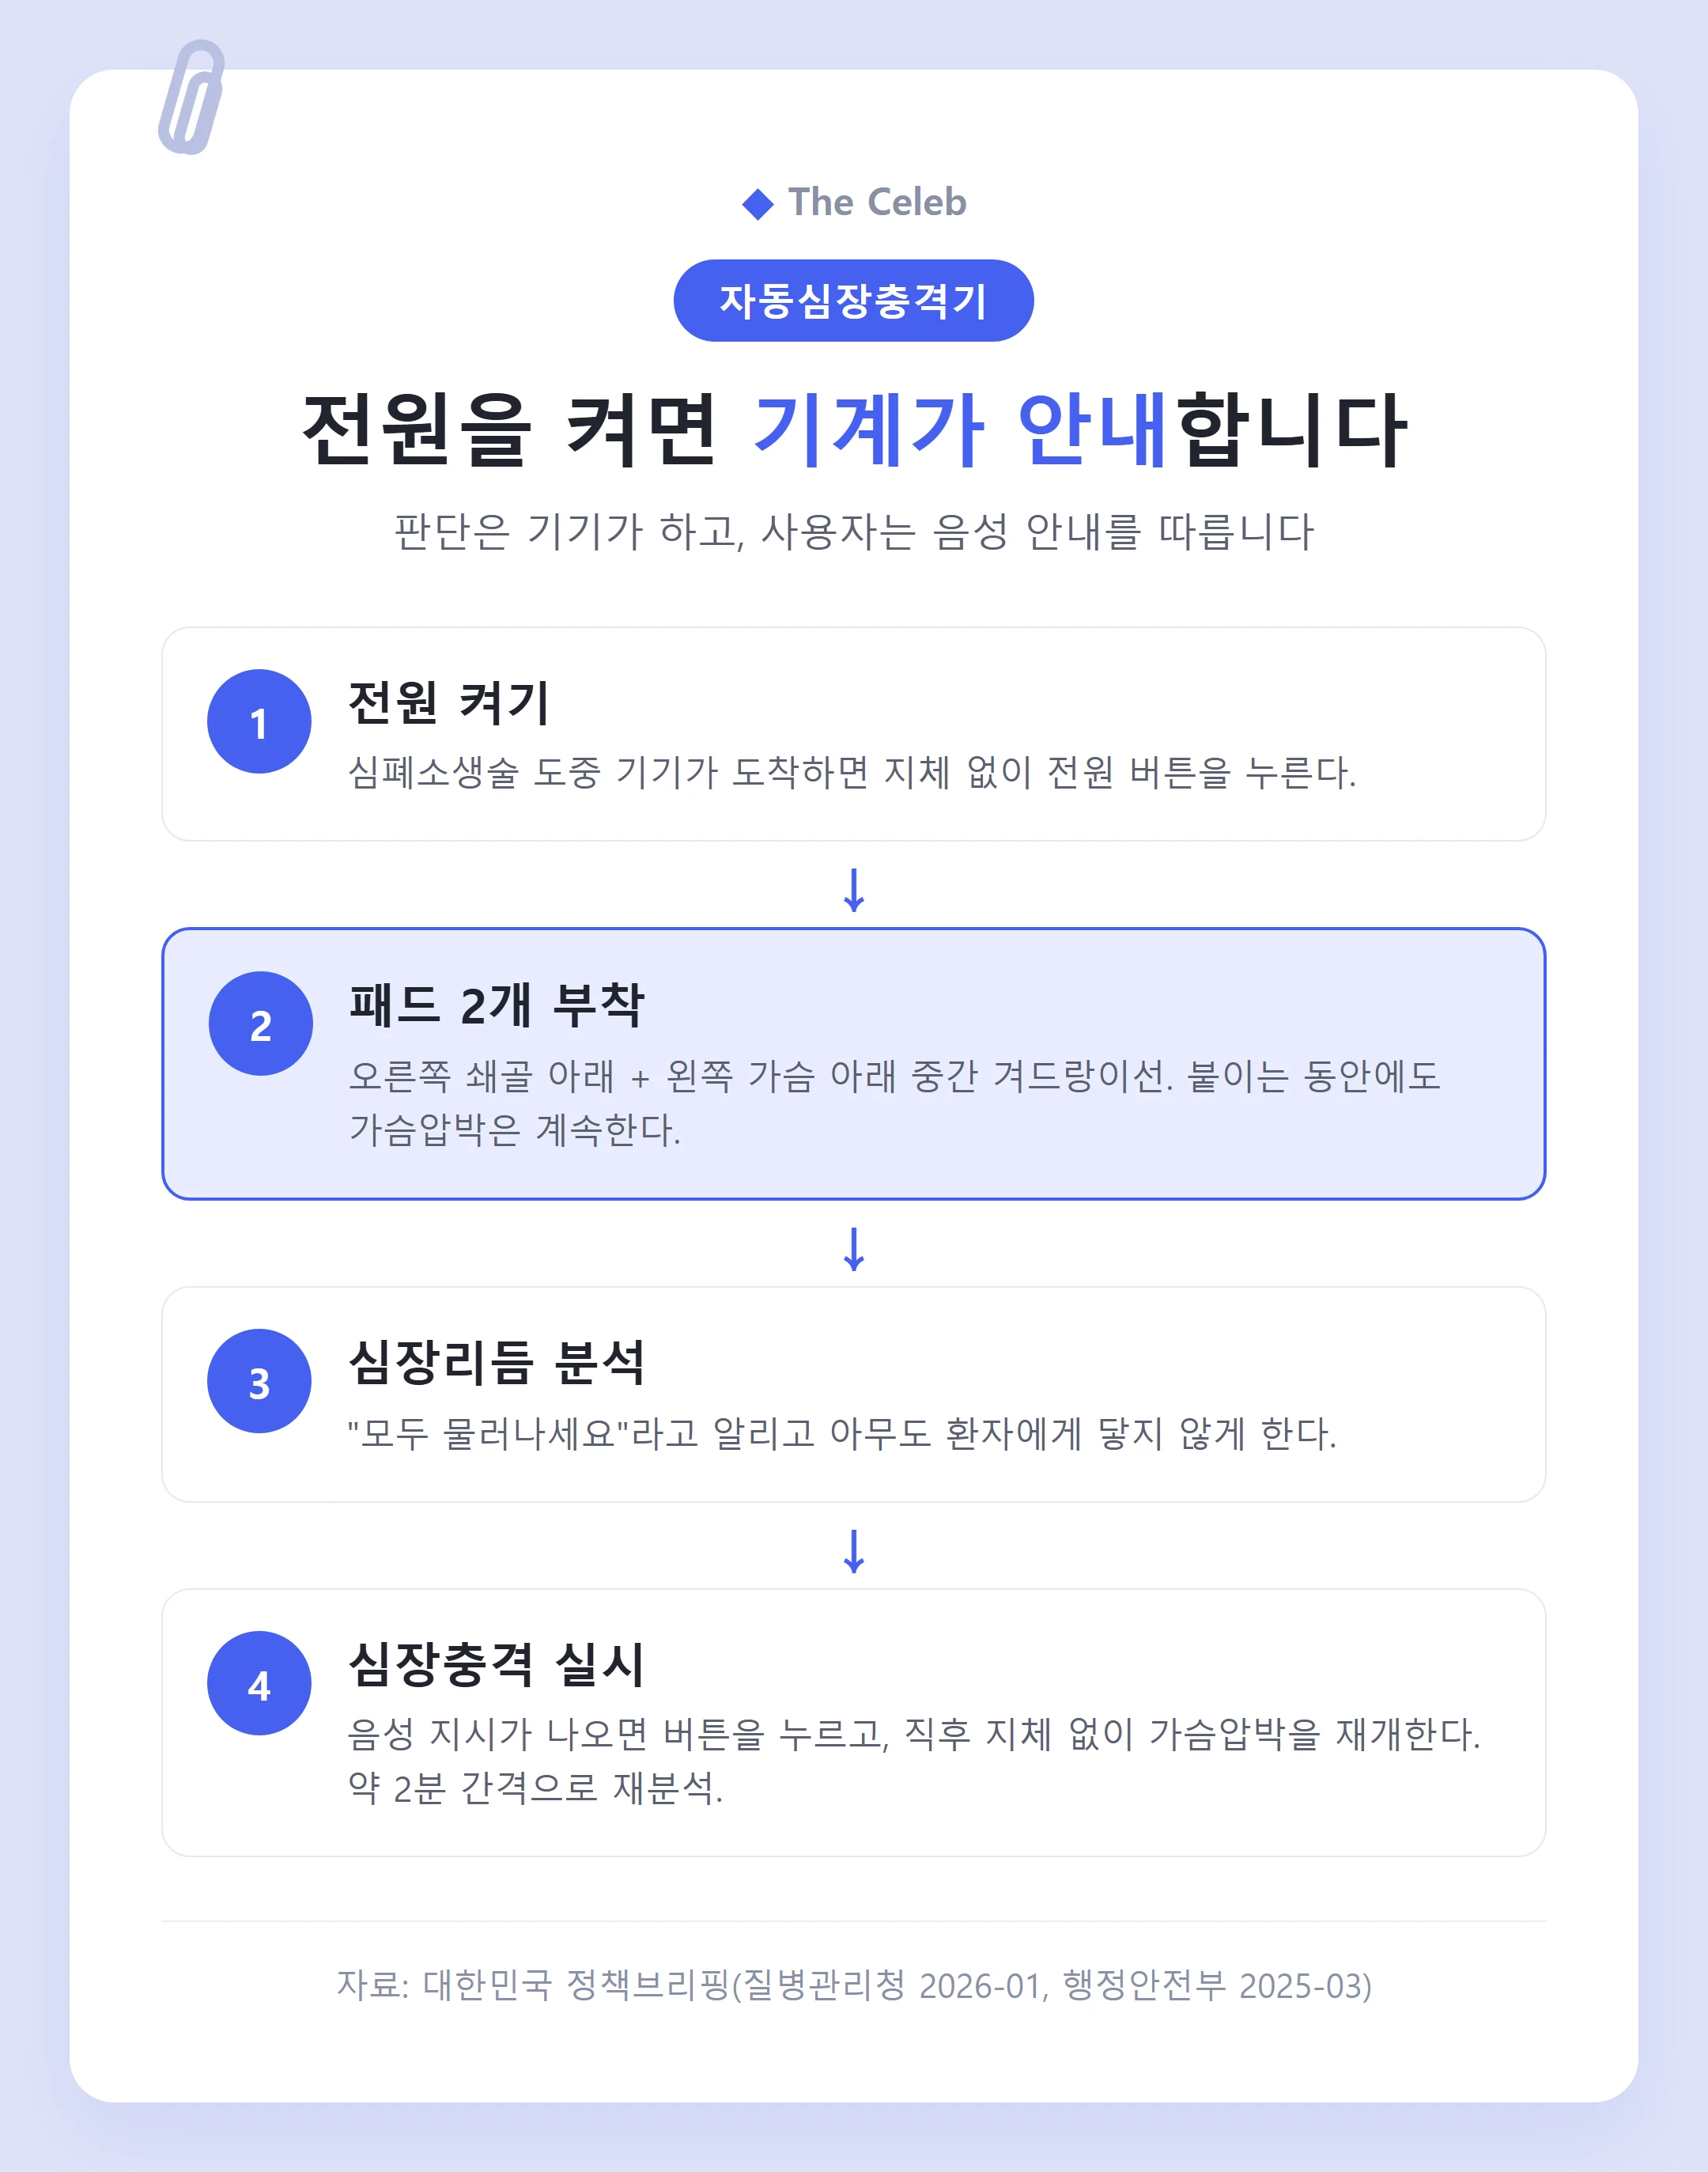 The Celeb
자동심장충격기
전원을 켜면 기계가 안내합니다
판단은 기기가 하고, 사용자는 음성 안내를 따릅니다
1
전원 켜기
심폐소생술 도중 기기가 도착하면 지체 없이 전원 버튼을 누른다.
↓
2
패드 2개 부착
오른쪽 쇄골 아래 + 왼쪽 가슴 아래 중간 겨드랑이선. 붙이는 동안에도
가슴압박은 계속한다.
↓
3
심장리듬 분석
"모두 물러나세요"라고 알리고 아무도 환자에게 닿지 않게 한다.
↓
4
심장충격 실시
음성 지시가 나오면 버튼을 누르고, 직후 지체 없이 가슴압박을 재개한다.
약 2분 간격으로 재분석.
자료: 대한민국 정책브리핑(질병관리청 2026-01, 행정안전부 2025-03)